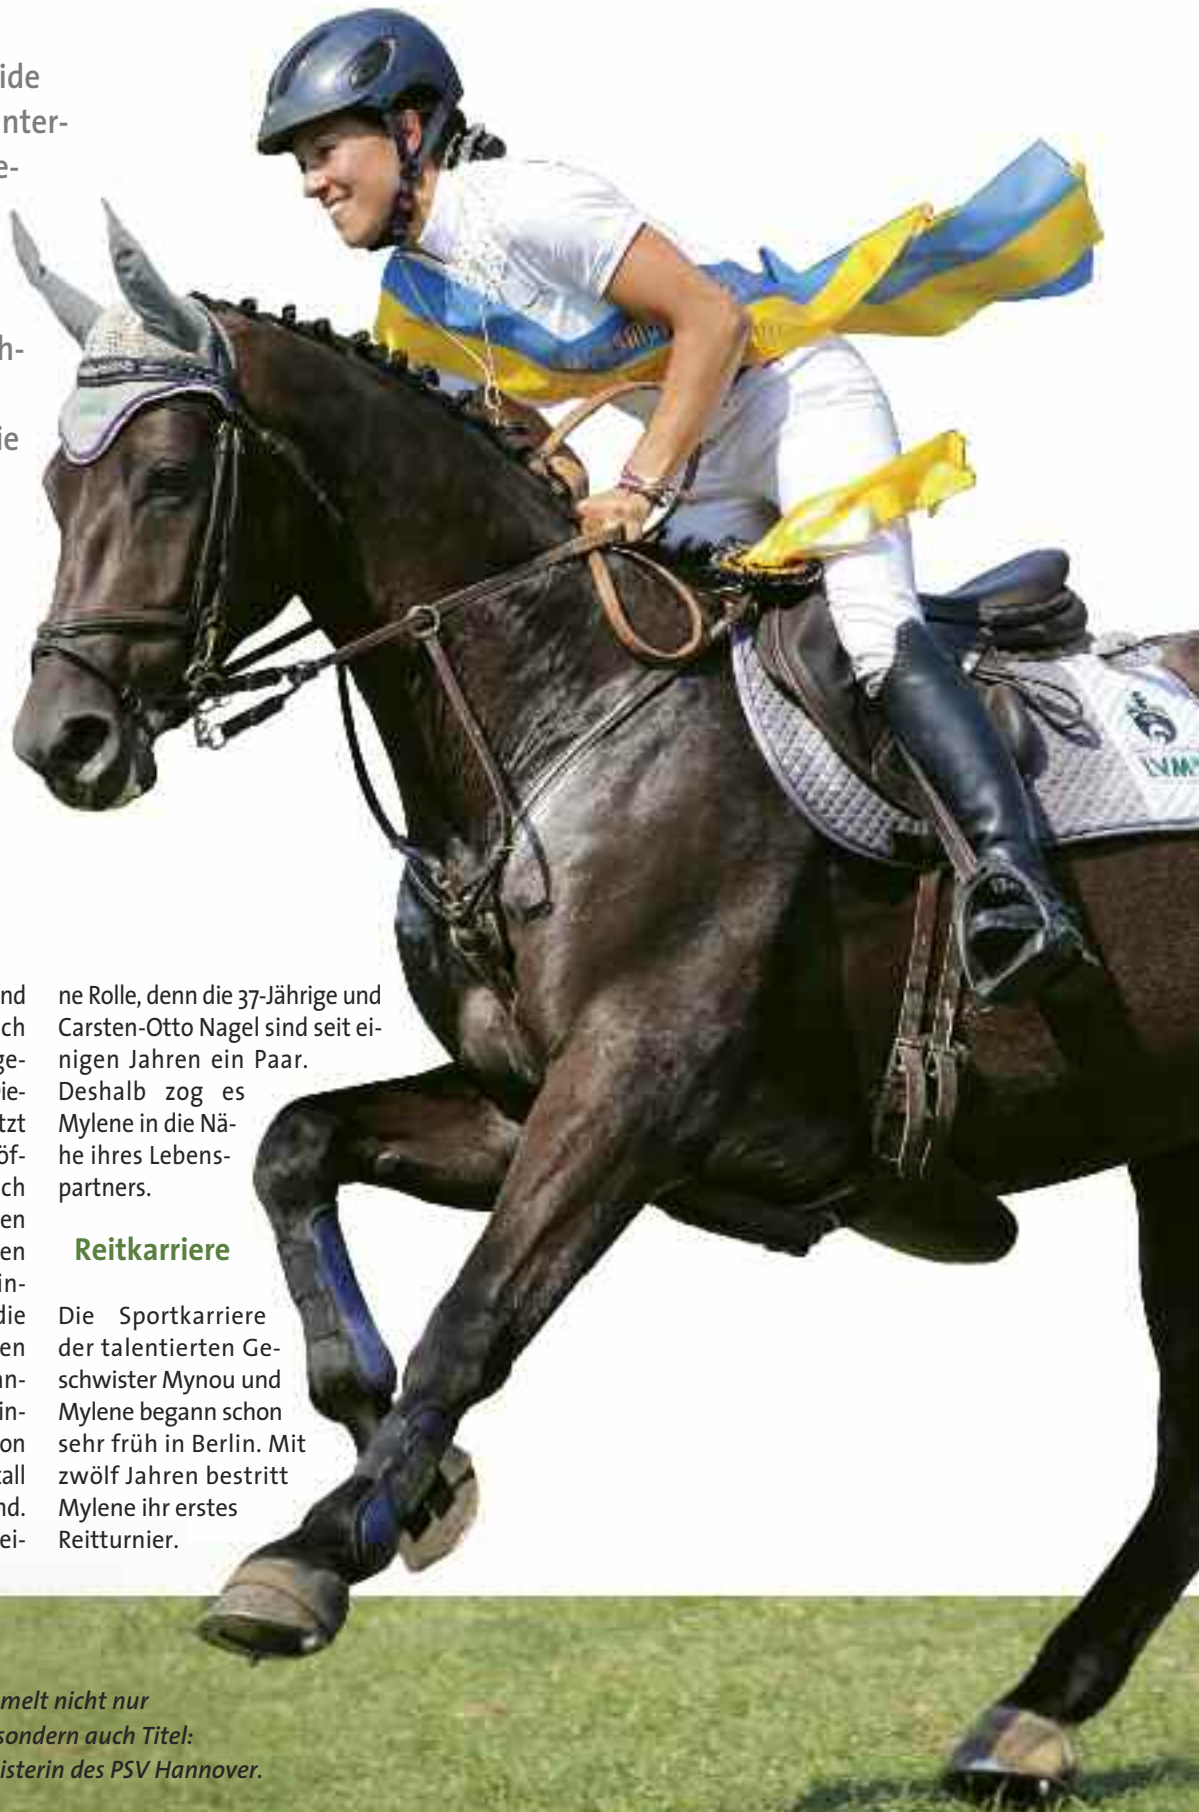 ide
nter-
e-
h-
ie
nd
ch
ge-
Die-
tzt
öf-
ch
en
en
in-
die
en
nn-
in-
on
tall
nd.
ei-
ne Rolle, denn die 37-Jährige und
Carsten-Otto Nagel sind seit ei-
nigen Jahren ein Paar.
Deshalb zog es
Mylene in die Nä-
he ihres Lebens-
partners.
Reitkarriere
Die Sportkarriere
der talentierten Ge-
schwister Mynou und
Mylene begann schon
sehr früh in Berlin. Mit
zwölf Jahren bestritt
Mylene ihr erstes
Reitturnier.
LVM
melt nicht nur
sondern auch Titel:
isterin des PSV Hannover.